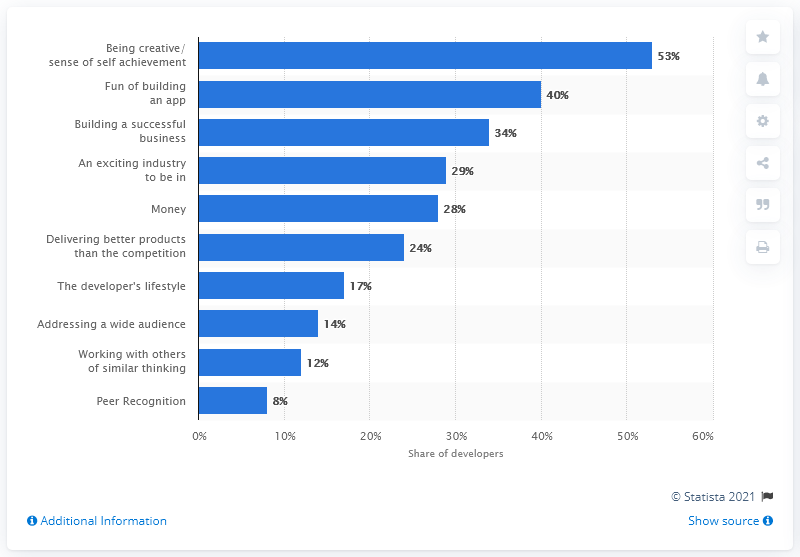 Being creative/
sense of self achievement
53%
Fun of building
an app
40%
Building a successful
business
34%
An exciting industry
to be in
29%
Money
28%
Delivering better products
than the competition
24%
The developer's lifestyle
17%
Addressing a wide audience
14%
Working with others
of similar thinking
12%
Peer Recognition
8%
0% 10% 20% 30% 40% 50% 60%
Share of developers
© Statista 2021
Additional Information
Show source